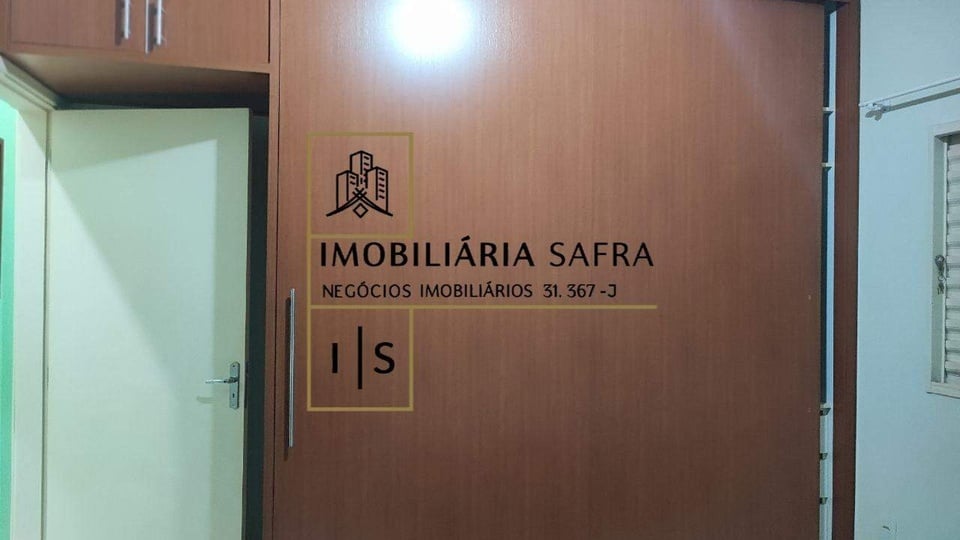 IMOBILIÁRIA SAFRA
NEGÓCIOS IMOBILIÁRIOS 31.367-J
I|S